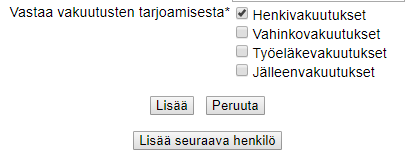 Vastaa vakuutusten tarjoamisesta* Henkivakuutukset
Vahinkovakuutukset
Työeläkevakuutukset
Jälleenvakuutukset
Lisää Peruuta
Lisää seuraava henkilö